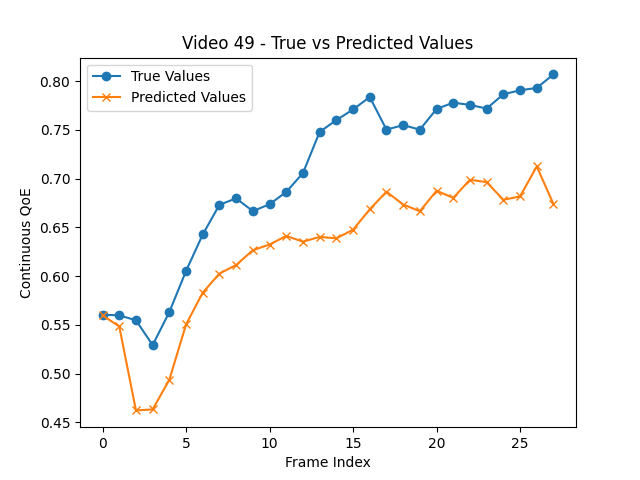 Video 49 - True vs Predicted Values
True Values
Predicted Values
0.80
0.75
0.70
0.65
0.60
0.55
0.50
0.45
Continuous QoE
0 5 10 15 20 25
Frame Index